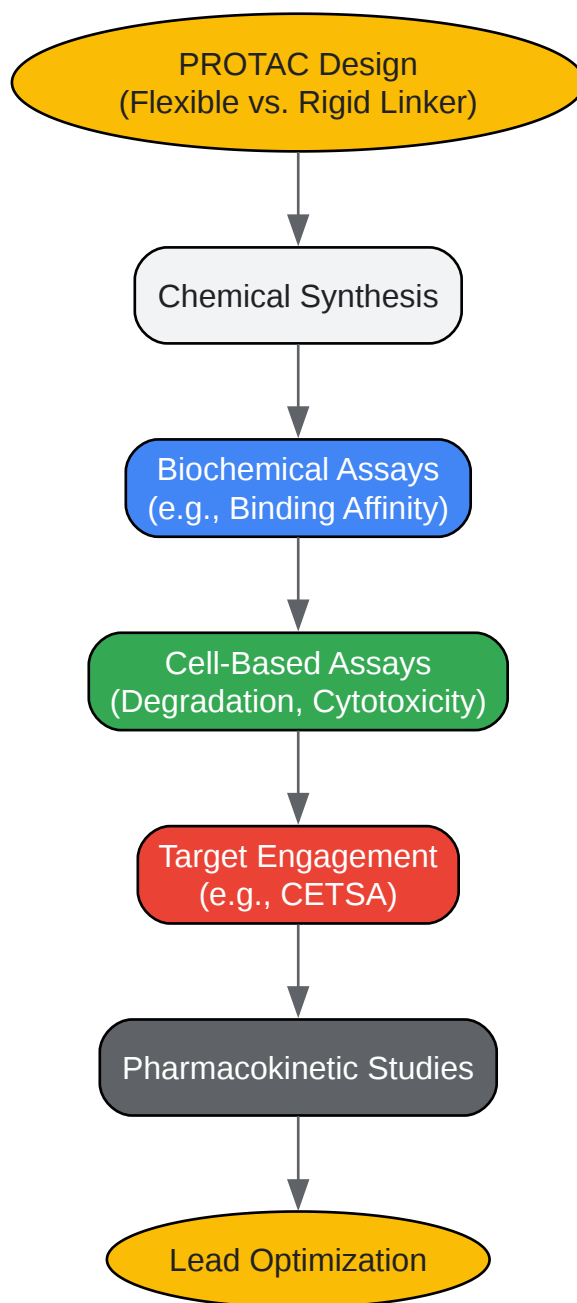 PROTAC Design
(Flexible vs. Rigid Linker)
Chemical Synthesis
Biochemical Assays
(e.g., Binding Affinity)
Cell-Based Assays
(Degradation, Cytotoxicity)
Target Engagement
(e.g., CETSA)
Pharmacokinetic Studies
Lead Optimization